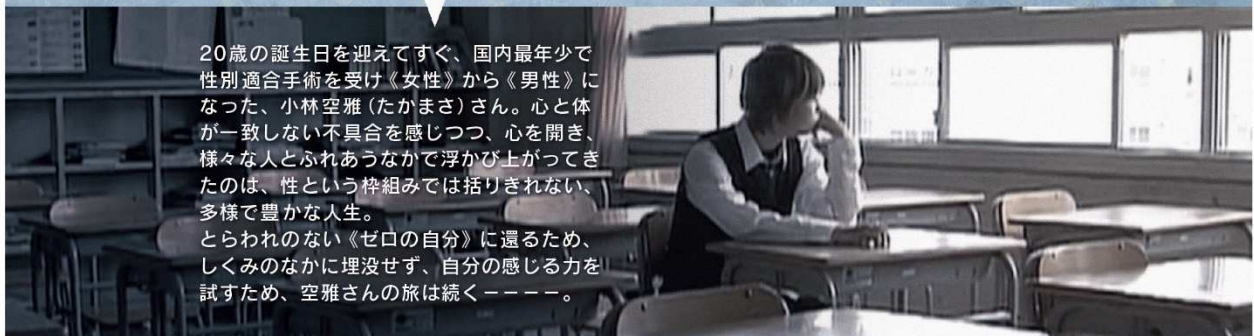 20歳の誕生日を迎えてすぐ、国内最年少で
性別適合手術を受け《女性》から《男性》に
なった、小林空雅（たかまさ）さん。心と体
が一致しない不具合を感じつつ、心を開き、
様々な人とふれあうなかで浮かび上がってき
たのは、性という枠組みでは括りきれない、
多様で豊かな人生。
とらわれのない《ゼロの自分》に還るため、
しくみのなかに埋没せず、自分の感じる力を
試すため、空雅さんの旅は続くーーーー。